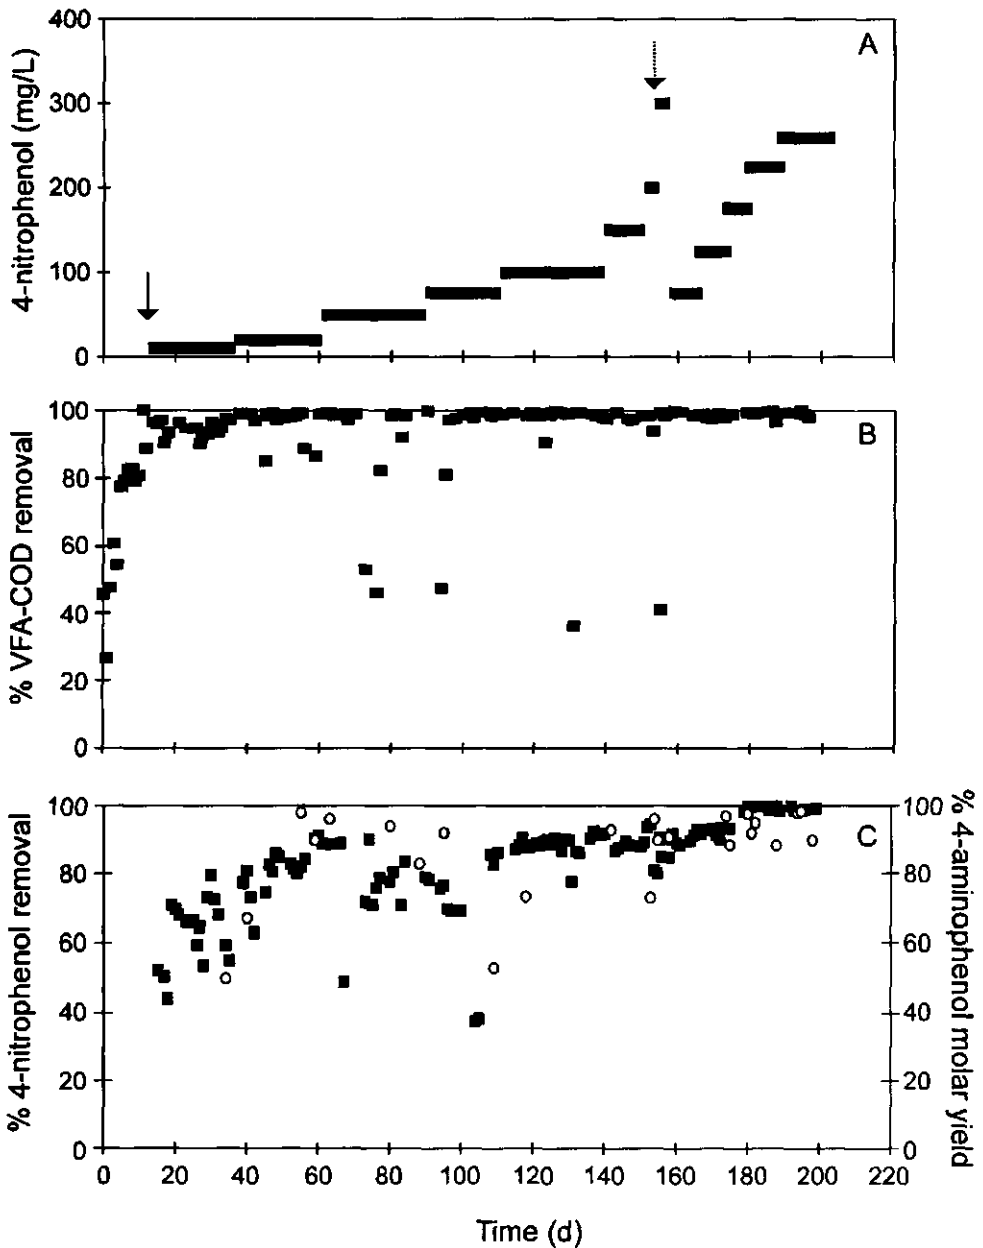 400
300
200
100
0
4-nitrophenol (mg/L)
A
100
80
60
40
20
0
% VFA-COD removal
B
100
80
60
40
20
0
% 4-nitrophenol removal
C
100
80
60
40
20
0
% 4-aminophenol molar yield
0 20 40 60 80 100 120 140 160 180 200 220
Time (d)